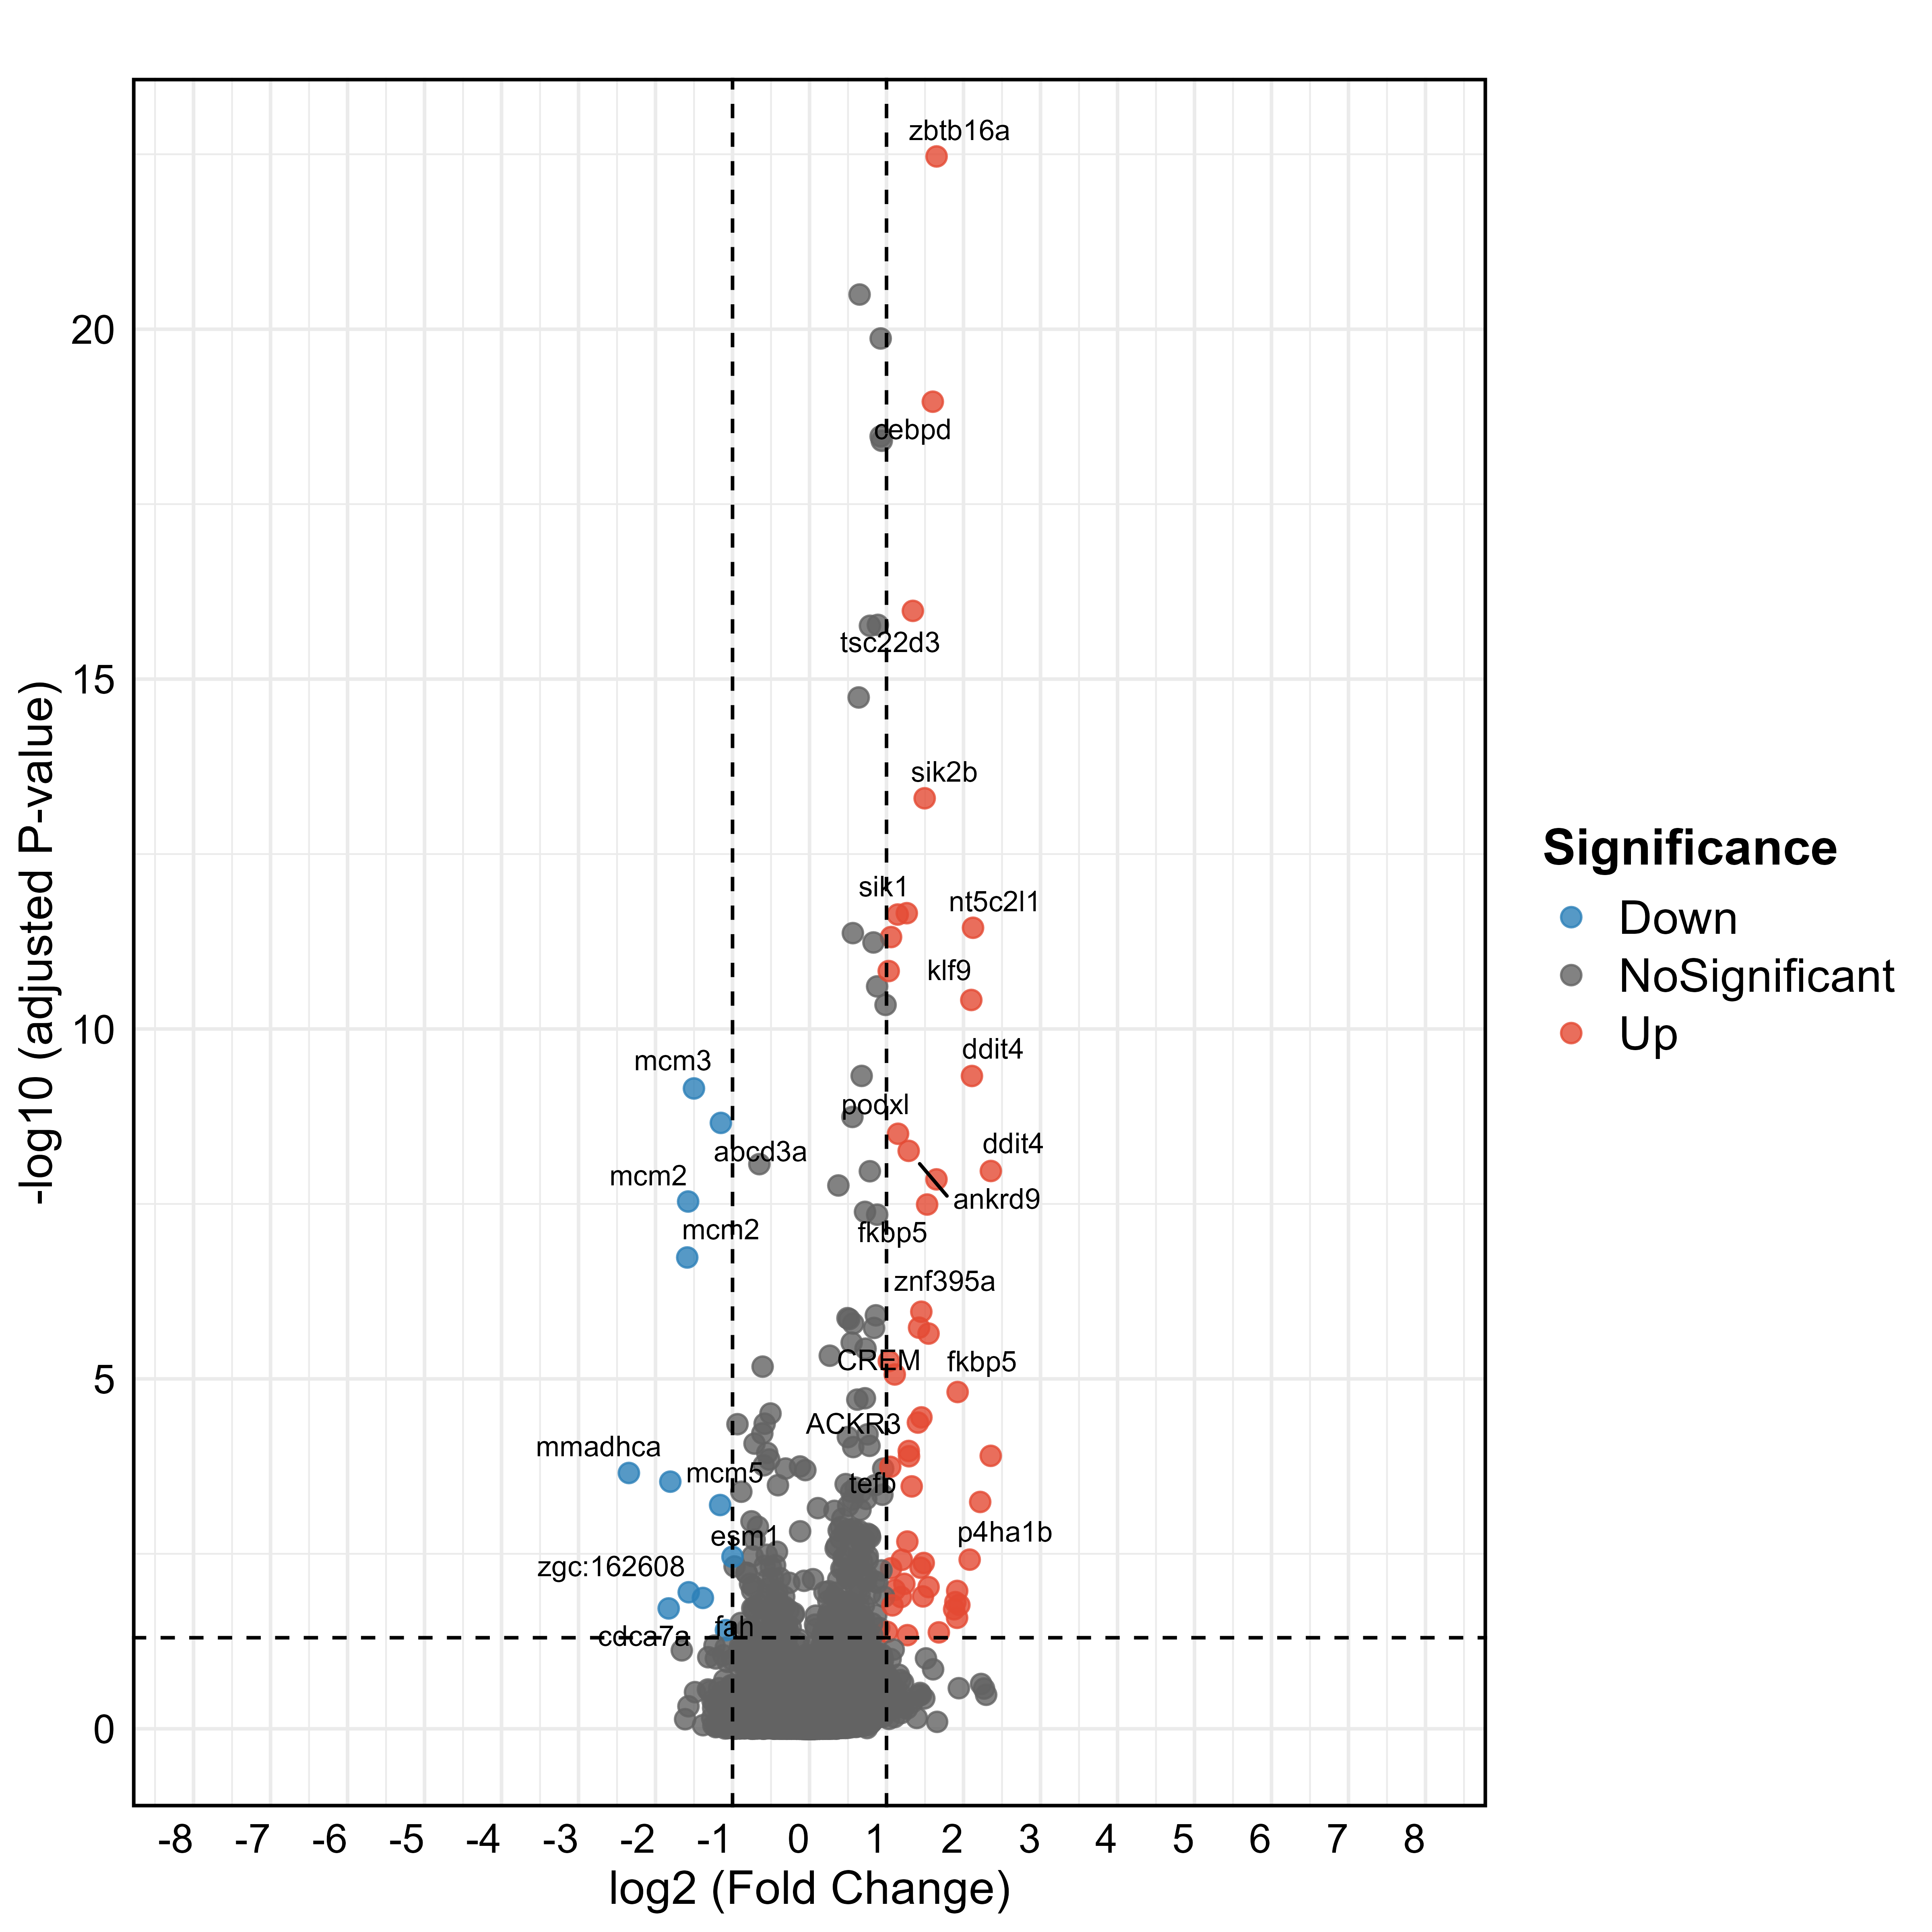 zbtb16a
20
cebpd
tsc22d3
15
sik2b
sik1
nt5c2l1
klf9
10
ddit4
mcm3
podxl
ddit4
abcd3a
mcm2
ankrd9
mcm2
fkbp5
znf395a
CREM
fkbp5
5
ACKR3
mmadhca
mcm5
tefb
esm1
p4ha1b
zgc:162608
fah
cdca7a
0
-8 -7 -6 -5 -4 -3 -2 -1 0 1 2 3 4 5 6 7 8
log2 (Fold Change)
-log10 (adjusted P-value)
Significance
Down
NoSignificant
Up